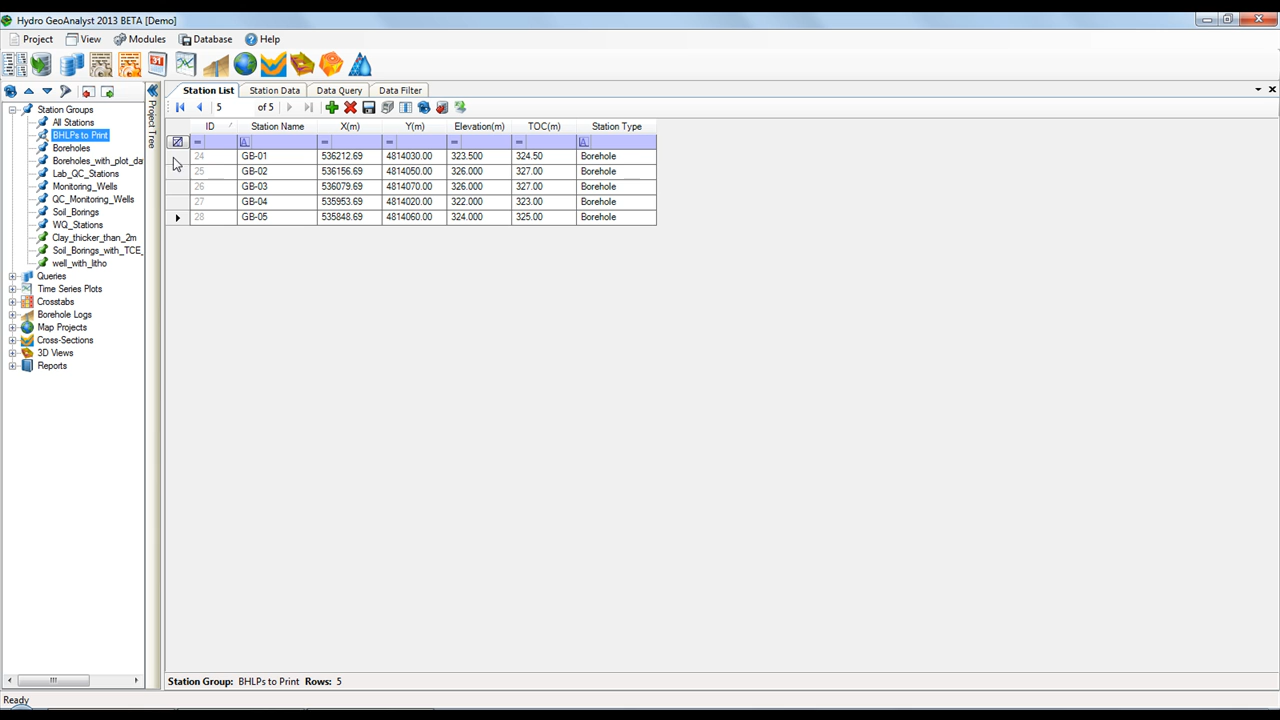 Hydro GeoAnalyst 2013 BETA [Demo]
Project View Modules Database Help
31
Station List Station Data Data Query Data Filter
5 of 5
Project Tree
Station Groups
All Stations
BHLPs to Print
Boreholes
Boreholes_with_plot_da
Lab_QC_Stations
Monitoring_Wells
QC_Monitoring_Wells
Soil_Borings
WQ_Stations
Clay_thicker_than_2m
Soil_Borings_with_TCE_
well_with_litho
Queries
Time Series Plots
Crosstabs
Borehole Logs
Map Projects
Cross-Sections
3D Views
Reports
ID Station Name X(m) Y(m) Elevation(m) TOC(m) Station Type
= A = = = = A
24 GB-01 536212.69 4814030.00 323.500 324.50 Borehole
25 GB-02 536156.69 4814050.00 326.000 327.00 Borehole
26 GB-03 536079.69 4814070.00 326.000 327.00 Borehole
27 GB-04 535953.69 4814020.00 322.000 323.00 Borehole
28 GB-05 535848.69 4814060.00 324.000 325.00 Borehole
Station Group: BHLPs to Print Rows: 5
Ready